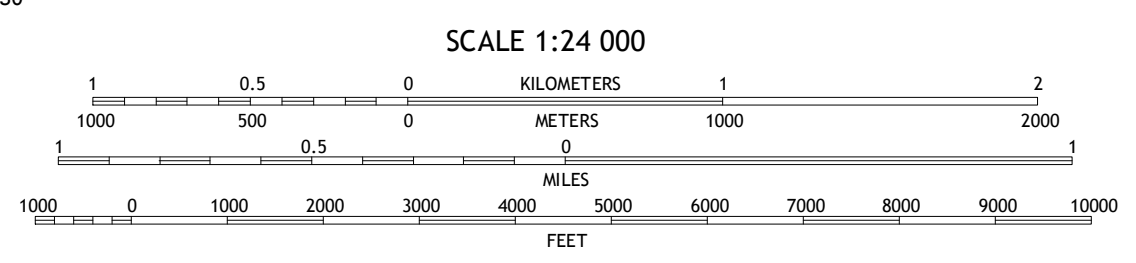 SCALE 1:24 000
1 0.5 0 KILOMETERS 1 2
1000 500 0 METERS 1000 2000
1 0.5 0 1
MILES
1000 0 1000 2000 3000 4000 5000 6000 7000 8000 9000 10000
FEET